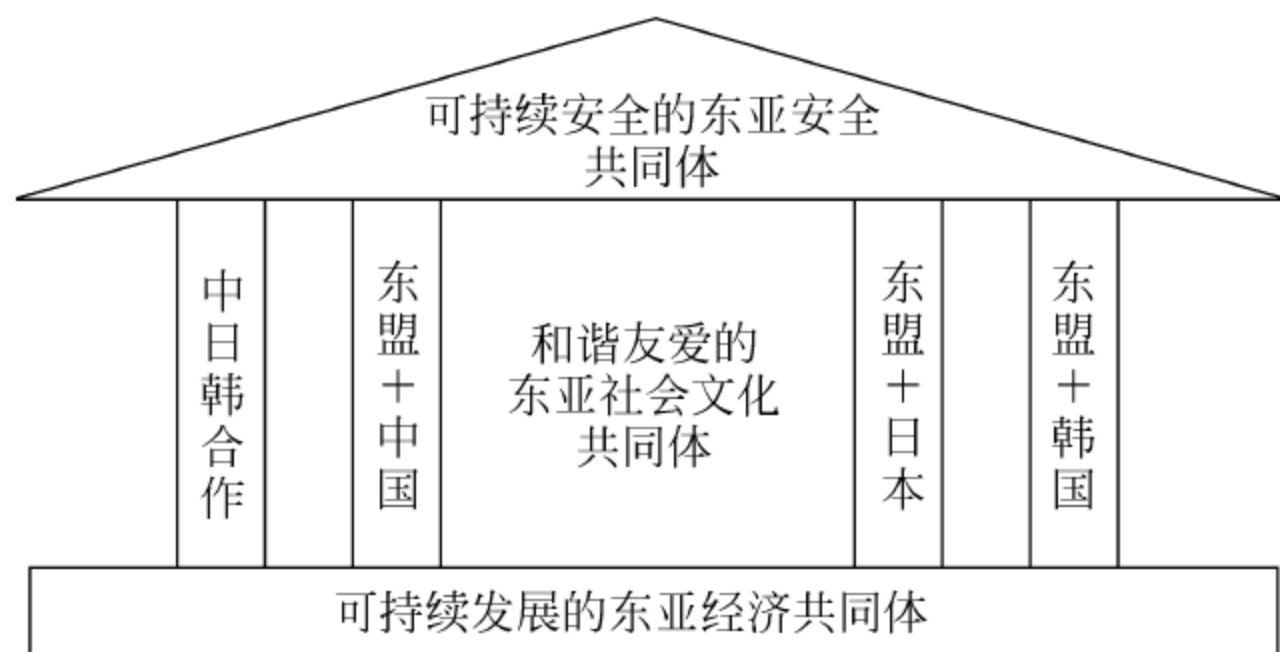 可持续安全的东亚安全
共同体
中日韩合作
东盟+中国
和谐友爱的
东亚社会文化
共同体
东盟+日本
东盟+韩国
可持续发展的东亚经济共同体